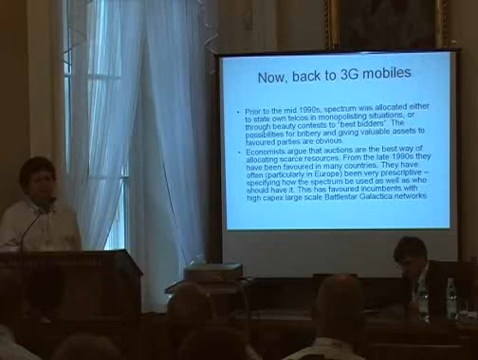 Now, back to 3G mobiles
• Prior to the mid 1990s, spectrum was allocated either
to state own telcos in monopolisting situations, or
through beauty contests to "best bidders". The
possibilities for bribery and giving valuable assets to
favoured parties are obvious.
• Economists argue that auctions are the best way of
allocating scarce resources. From the late 1990s they
have been favoured in many countries. They have
often (particularly in Europe) been very prescriptive –
specifying how the spectrum be used as well as who
should have it. This has favoured incumbents with
high capex large scale Battlestar Galactica networks